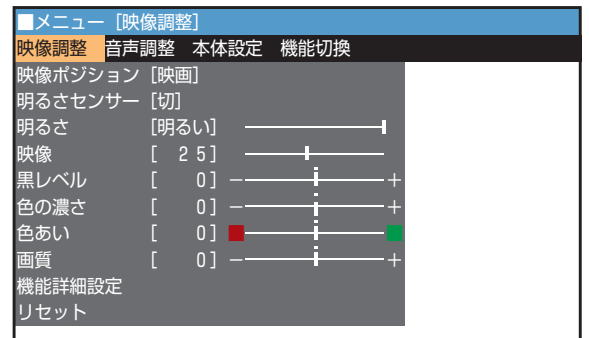 ■メニュー [映像調整]
映像調整 音声調整 本体設定 機能切換
映像ポジション [映画]
明るさセンサー [切]
明るさ [明るい]
映像 [ 25]
黒レベル [ 0] − +
色の濃さ [ 0] − +
色あい [ 0]
画質 [ 0] − +
機能詳細設定
リセット